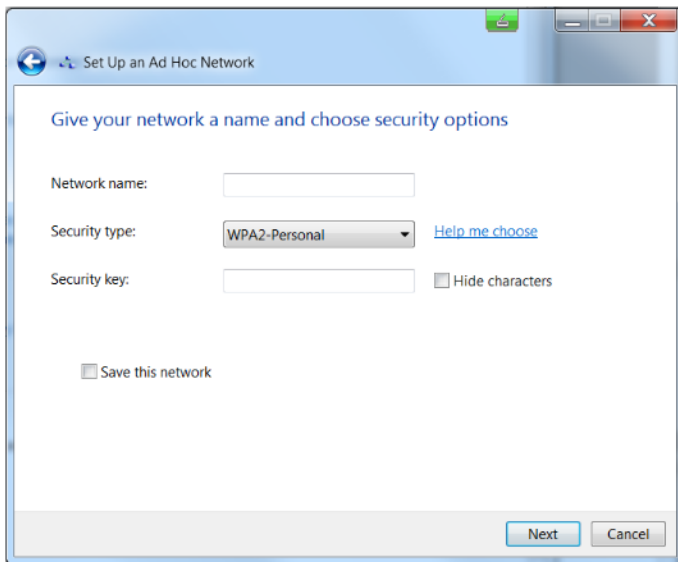 Set Up an Ad Hoc Network
Give your network a name and choose security options
Network name:
Security type: WPA2-Personal Help me choose
Security key: Hide characters
Save this network
Next Cancel